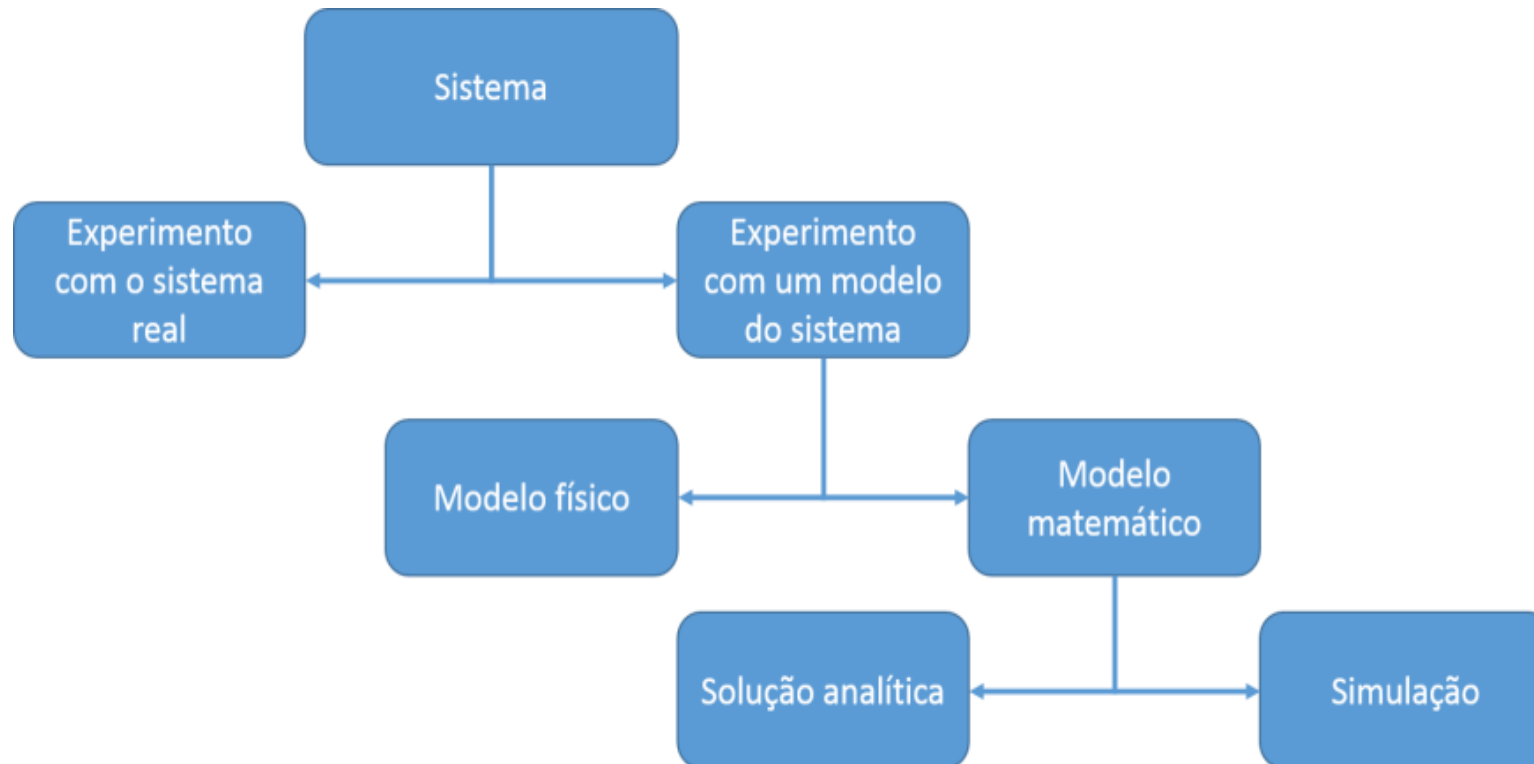 Sistema
Experimento
com o sistema
real
Experimento
com um modelo
do sistema
Modelo físico
Modelo
matemático
Solução analítica
Simulação